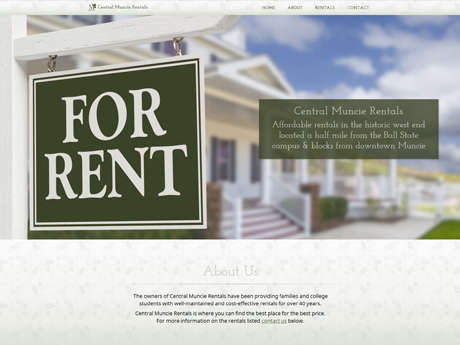 Central Muncie Rentals
HOME ABOUT RENTALS CONTACT
FOR
RENT
Central Muncie Rentals
Affordable rentals in the historic west end
located a half mile from the Ball State
campus & blocks from downtown Muncie
About Us
The owners of Central Muncie Rentals have been providing families and college
students with well-maintained and cost-effective rentals for over 40 years.
Central Muncie Rentals is where you can find the best place for the best price.
For more information on the rentals listed contact us below.